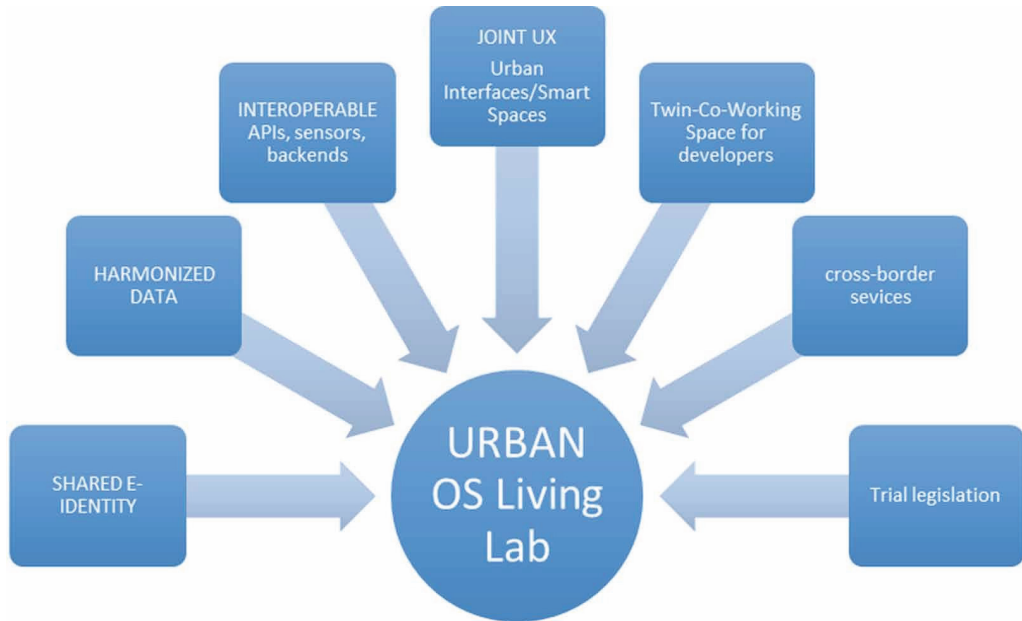 JOINT UX
Urban
Interfaces/Smart
Spaces
INTEROPERABLE
APIs, sensors,
backends
Twin-Co-Working
Space for
developers
HARMONIZED
DATA
cross-border
sevices
SHARED E-
IDENTITY
URBAN
OS Living
Lab
Trial legislation